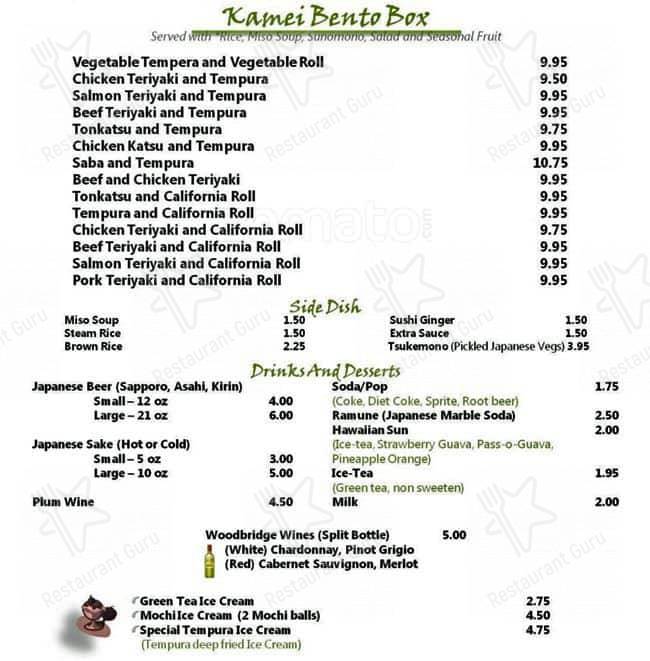 Kamei Bento Box
Served with *Rice, Miso Soup, Sunomono, Salad and Seasonal Fruit
Vegetable Tempera and Vegetable Roll 9.95
Chicken Teriyaki and Tempura 9.50
Salmon Teriyaki and Tempura 9.95
Beef Teriyaki and Tempura 9.95
Tonkatsu and Tempura 9.75
Chicken Katsu and Tempura 9.95
Saba and Tempura 10.75
Beef and Chicken Teriyaki 9.95
Tonkatsu and California Roll 9.95
Tempura and California Roll 9.95
Chicken Teriyaki and California Roll 9.75
Beef Teriyaki and California Roll 9.95
Salmon Teriyaki and California Roll 9.95
Pork Teriyaki and California Roll 9.95
Side Dish
Miso Soup 1.50
Steam Rice 1.50
Brown Rice 2.25
Sushi Ginger 1.50
Extra Sauce 1.50
Tsukemono (Pickled Japanese Vegs) 3.95
Drinks And Desserts
Japanese Beer (Sapporo, Asahi, Kirin)
Small – 12 oz 4.00
Large – 21 oz 6.00
Japanese Sake (Hot or Cold)
Small – 5 oz 3.00
Large – 10 oz 5.00
Plum Wine 4.50
Soda/Pop 1.75
(Coke, Diet Coke, Sprite, Root beer)
Ramune (Japanese Marble Soda) 2.50
Hawaiian Sun 2.00
(Ice-tea, Strawberry Guava, Pass-o-Guava,
Pineapple Orange)
Ice-Tea 1.95
(Green tea, non sweeten)
Milk 2.00
Woodbridge Wines (Split Bottle) 5.00
(White) Chardonnay, Pinot Grigio
(Red) Cabernet Sauvignon, Merlot
Green Tea Ice Cream 2.75
Mochi Ice Cream (2 Mochi balls) 4.50
Special Tempura Ice Cream 4.75
(Tempura deep fried Ice Cream)
Restaurant Guru
zomato.com